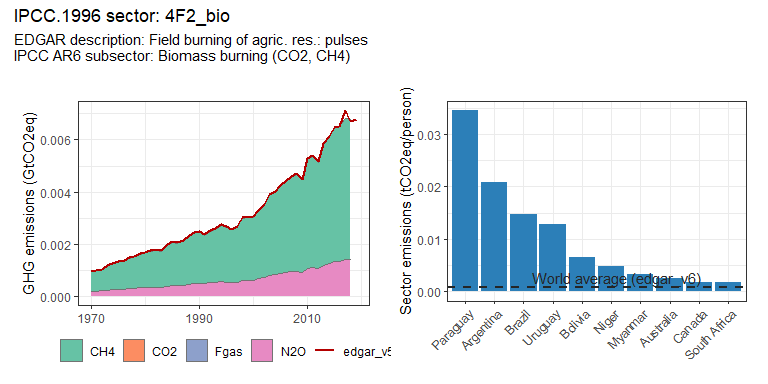 IPCC.1996 sector: 4F2_bio
EDGAR description: Field burning of agric. res.: pulses
IPCC AR6 subsector: Biomass burning (CO2, CH4)
GHG emissions (GtCO2eq)
0.006
0.004
0.002
0.000
1970
1990
2010
CH4
CO2
Fgas
N2O
edgar_v5
Sector emissions (tCO2eq/person)
0.03
0.02
0.01
0.00
World average (edgar_v6)
Paraguay
Argentina
Brazil
Uruguay
Bolivia
Niger
Myanmar
Australia
Canada
South Africa